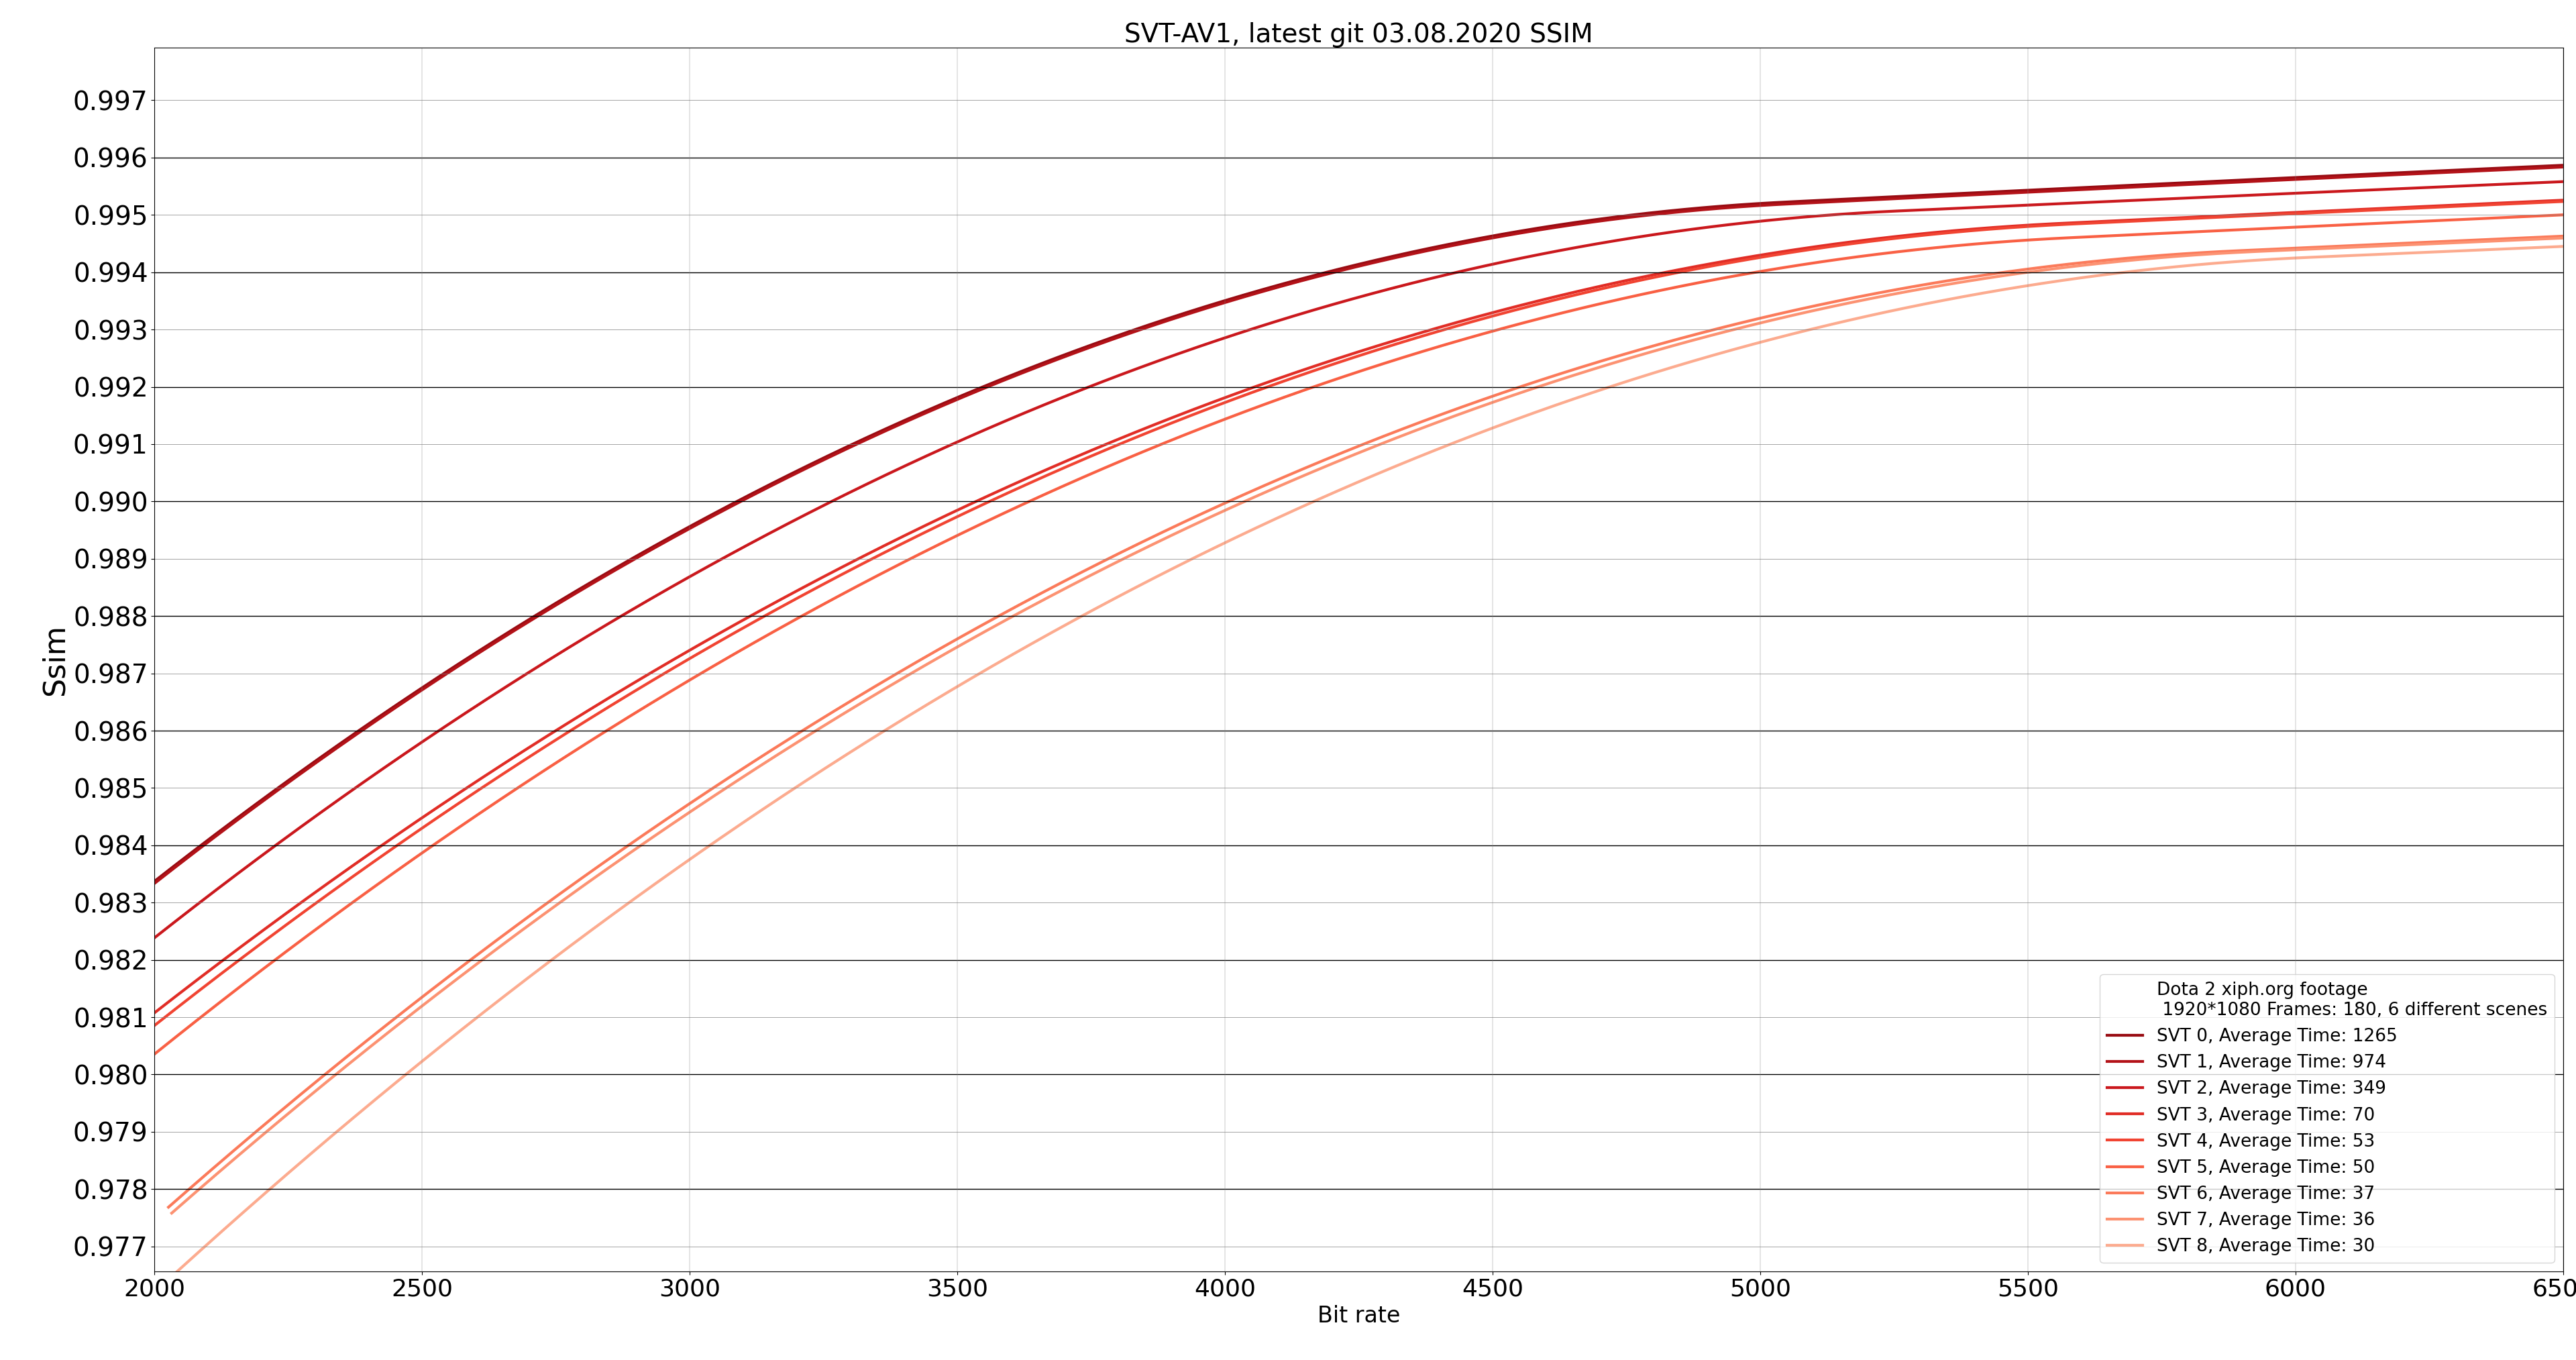 SVT-AV1, latest git 03.08.2020 SSIM
0.997
0.996
0.995
0.994
0.993
0.992
0.991
0.990
0.989
0.988
0.987
0.986
0.985
0.984
0.983
0.982
0.981
0.980
0.979
0.978
0.977
Ssim
Dota 2 xiph.org footage
1920*1080 Frames: 180, 6 different scenes
SVT 0, Average Time: 1265
SVT 1, Average Time: 974
SVT 2, Average Time: 349
SVT 3, Average Time: 70
SVT 4, Average Time: 53
SVT 5, Average Time: 50
SVT 6, Average Time: 37
SVT 7, Average Time: 36
SVT 8, Average Time: 30
2000 2500 3000 3500 4000 4500 5000 5500 6000 650
Bit rate